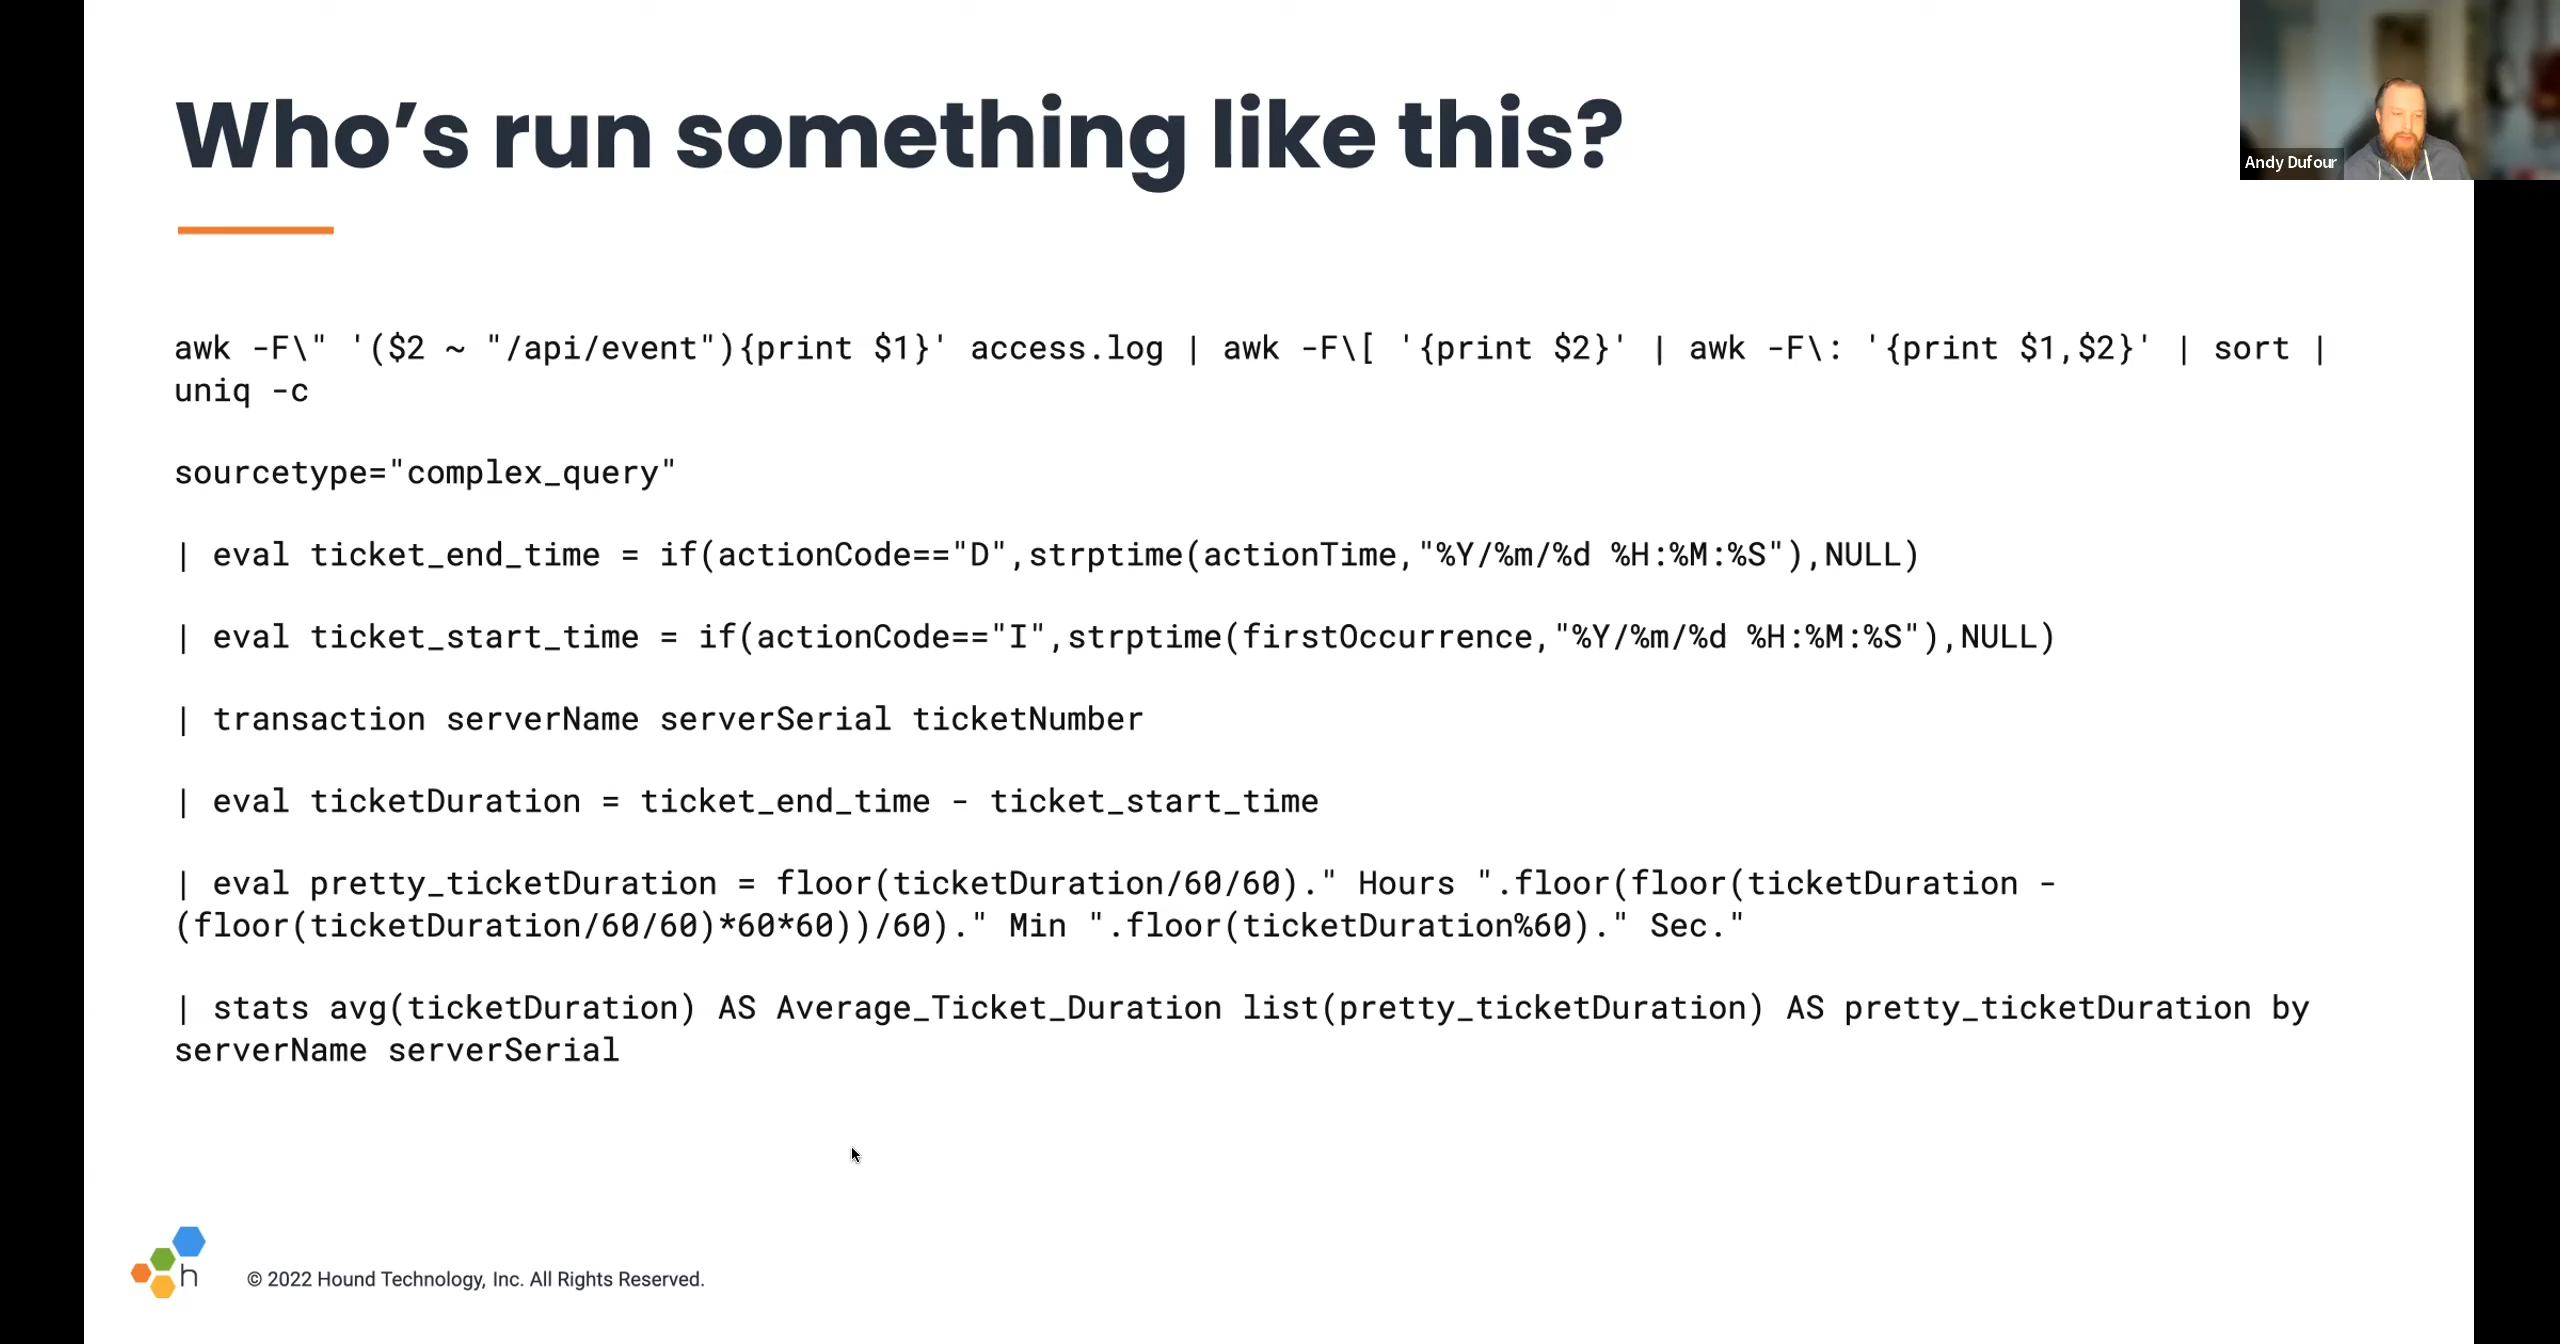 Who’s run something like this?
Andy Dufour
awk -F\" '($2 ~ "/api/event"){print $1}' access.log | awk -F\[ '{print $2}' | awk -F\: '{print $1,$2}' | sort |
uniq -c
sourcetype="complex_query"
| eval ticket_end_time = if(actionCode=="D",strptime(actionTime,"%Y/%m/%d %H:%M:%S"),NULL)
| eval ticket_start_time = if(actionCode=="I",strptime(firstOccurrence,"%Y/%m/%d %H:%M:%S"),NULL)
| transaction serverName serverSerial ticketNumber
| eval ticketDuration = ticket_end_time - ticket_start_time
| eval pretty_ticketDuration = floor(ticketDuration/60/60)." Hours ".floor(floor(ticketDuration -
(floor(ticketDuration/60/60)*60*60))/60)." Min ".floor(ticketDuration%60)." Sec."
| stats avg(ticketDuration) AS Average_Ticket_Duration list(pretty_ticketDuration) AS pretty_ticketDuration by
serverName serverSerial
h
© 2022 Hound Technology, Inc. All Rights Reserved.